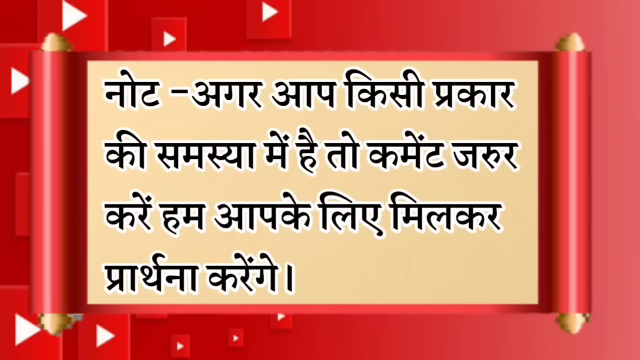 नोट -अगर आप किसी प्रकार
की समस्या में है तो कमेंट जरुर
करें हम आपके लिए मिलकर
प्रार्थना करेंगे।